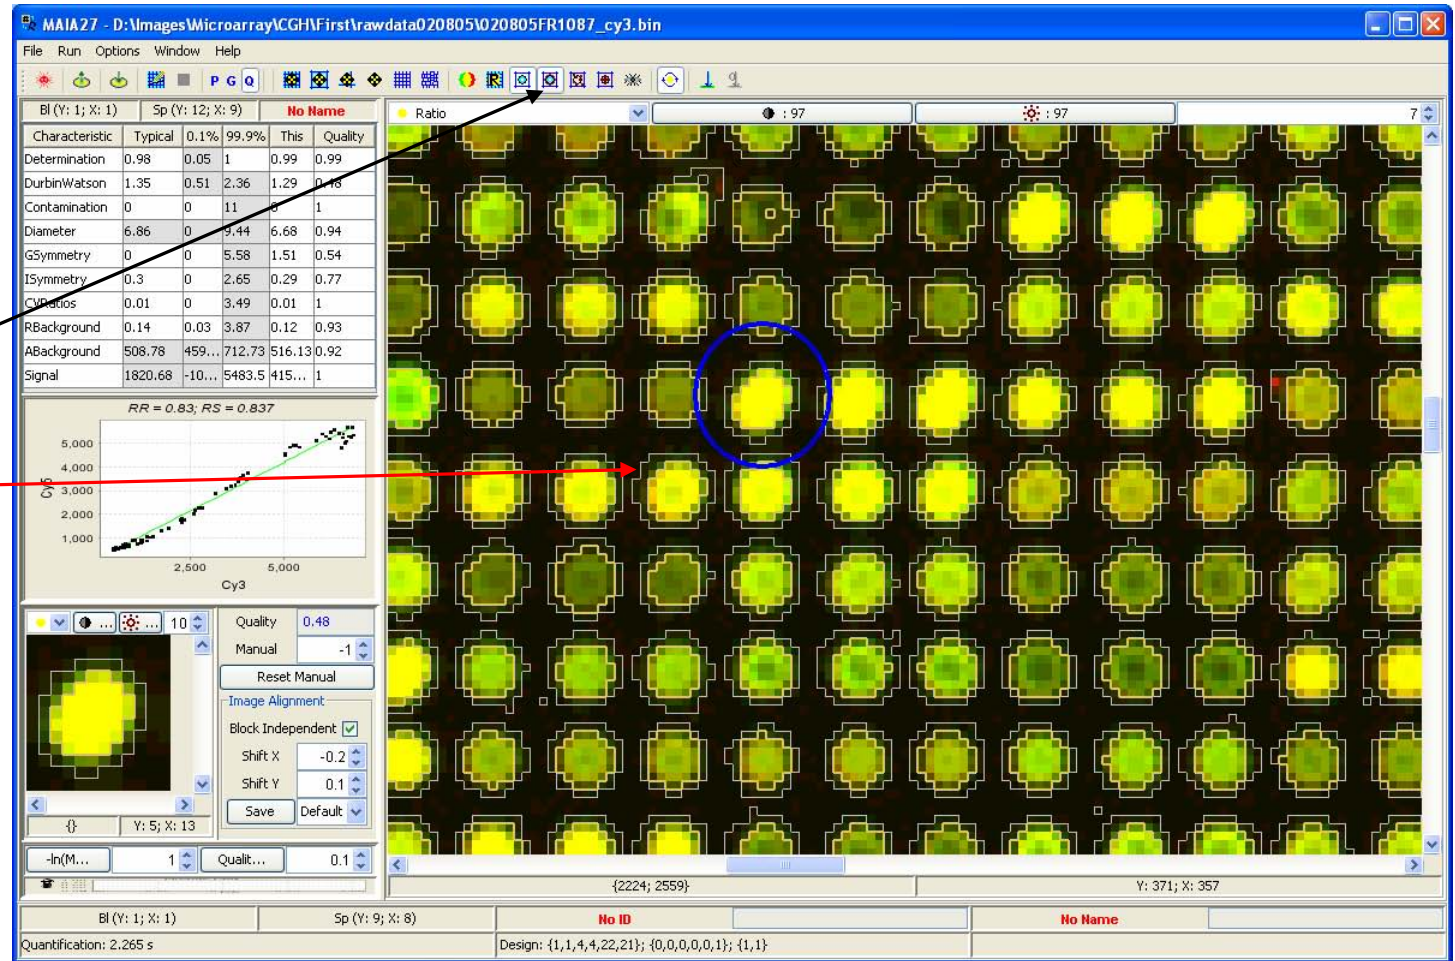 MAIA27 - D:\Images\Microarray\CGH\First\rawdata020805\020805FR1087_cy3.bin
File Run Options Window Help
P G Q
Bl (Y: 1; X: 1) Sp (Y: 12; X: 9) No Name
Characteristic Typical 0.1% 99.9% This Quality
Determination 0.98 0.05 1 0.99 0.99
DurbinWatson 1.35 0.51 2.36 1.29 0.48
Contamination 0 0 11 0 1
Diameter 6.86 0 9.44 6.68 0.94
GSymmetry 0 0 5.58 1.51 0.54
ISymmetry 0.3 0 2.65 0.29 0.77
CVRatios 0.01 0 3.49 0.01 1
RBackground 0.14 0.03 3.87 0.12 0.93
ABackground 508.78 459... 712.73 516.13 0.92
Signal 1820.68 -10... 5483.5 415... 1
Ratio : 97 : 97 7
RR = 0.83; RS = 0.837
5,000
4,000
3,000
2,000
1,000
Cy5
2,500 5,000
Cy3
... ... 10
Quality 0.48
Manual -1
Reset Manual
Image Alignment
Block Independent
Shift X -0.2
Shift Y 0.1
Save Default
{} Y: 5; X: 13
-ln(M... 1 Qualit... 0.1
{2224; 2559} Y: 371; X: 357
Bl (Y: 1; X: 1) Sp (Y: 9; X: 8) No ID No Name
Quantification: 2.265 s Design: {1,1,4,4,22,21}; {0,0,0,0,0,1}; {1,1}